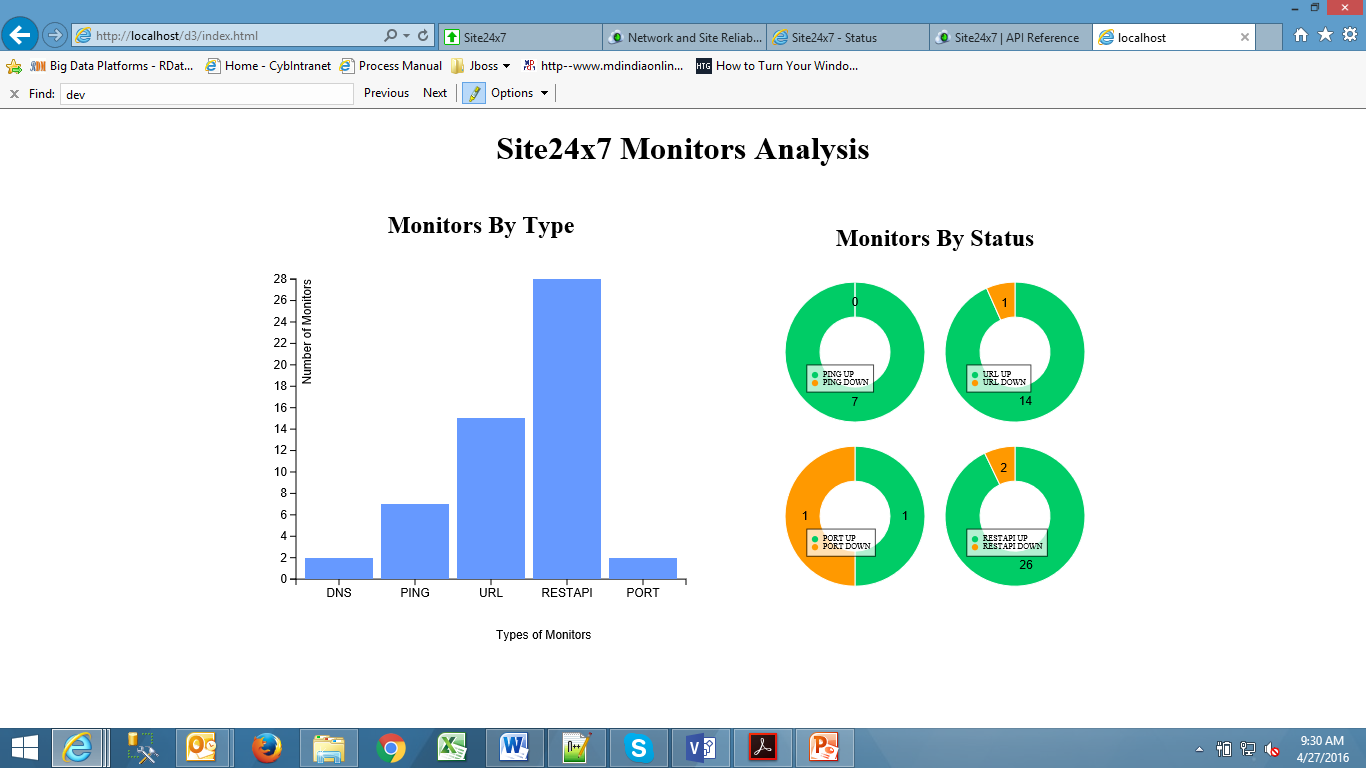 http://localhost/d3/index.html
Site24x7
Network and Site Reliab...
Site24x7 - Status
Site24x7 | API Reference
localhost
Big Data Platforms - RDat...
Home - CybIntranet
Process Manual
Jboss
http--www.mdindiaonlin...
HTG
How to Turn Your Windo...
Find:
dev
Previous
Next
Options
Site24x7 Monitors Analysis
Monitors By Type
28
26
24
22
20
18
16
14
12
10
8
6
4
2
0
Number of Monitors
DNS
PING
URL
RESTAPI
PORT
Types of Monitors
Monitors By Status
0
PING UP
PING DOWN
7
1
URL UP
URL DOWN
14
1
1
PORT UP
PORT DOWN
2
RESTAPI UP
RESTAPI DOWN
26
9:30 AM
4/27/2016